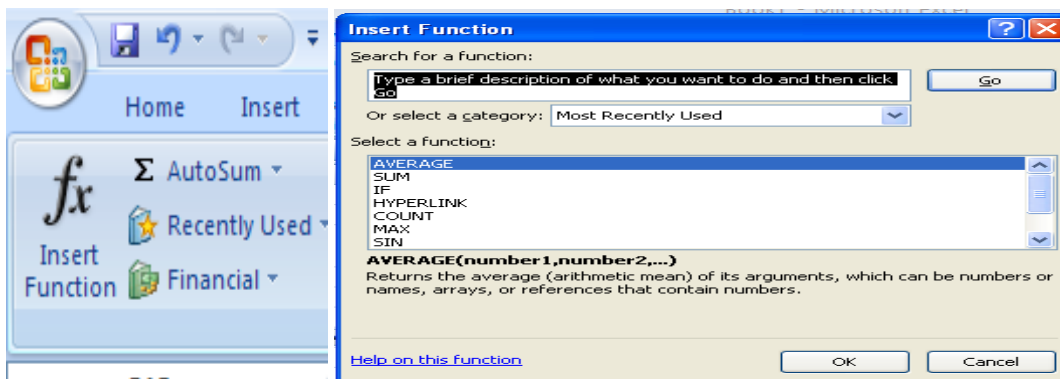 Home Insert
fx
Insert
Function
Σ AutoSum
Recently Used
Financial
Insert Function
Search for a function:
Type a brief description of what you want to do and then click
Go
Go
Or select a category: Most Recently Used
Select a function:
AVERAGE
SUM
IF
HYPERLINK
COUNT
MAX
SIN
AVERAGE(number1,number2,...)
Returns the average (arithmetic mean) of its arguments, which can be numbers or
names, arrays, or references that contain numbers.
Help on this function
OK
Cancel